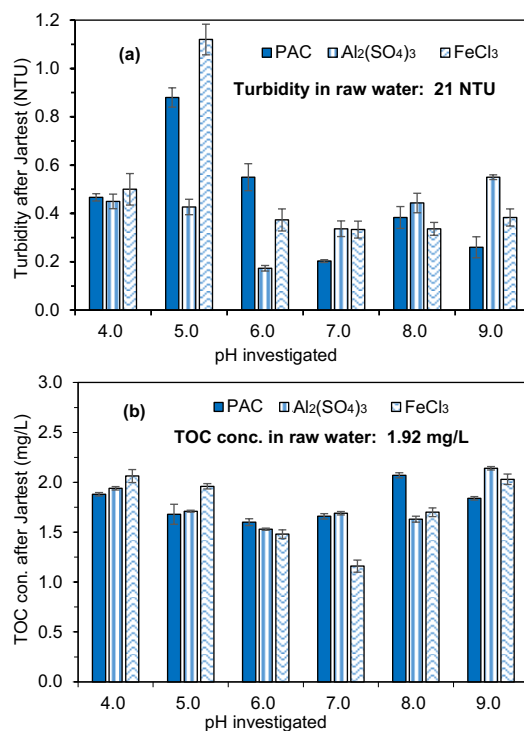 1.2
1.0
0.8
0.6
0.4
0.2
0.0
Turbidity after Jartest (NTU)
(a)
PAC Al₂(SO₄)₃ FeCl₃
Turbidity in raw water: 21 NTU
4.0 5.0 6.0 7.0 8.0 9.0
pH investigated
3.0
2.5
2.0
1.5
1.0
0.5
0.0
TOC con. after Jartest (mg/L)
(b)
PAC Al₂(SO₄)₃ FeCl₃
TOC conc. in raw water: 1.92 mg/L
4.0 5.0 6.0 7.0 8.0 9.0
pH investigated